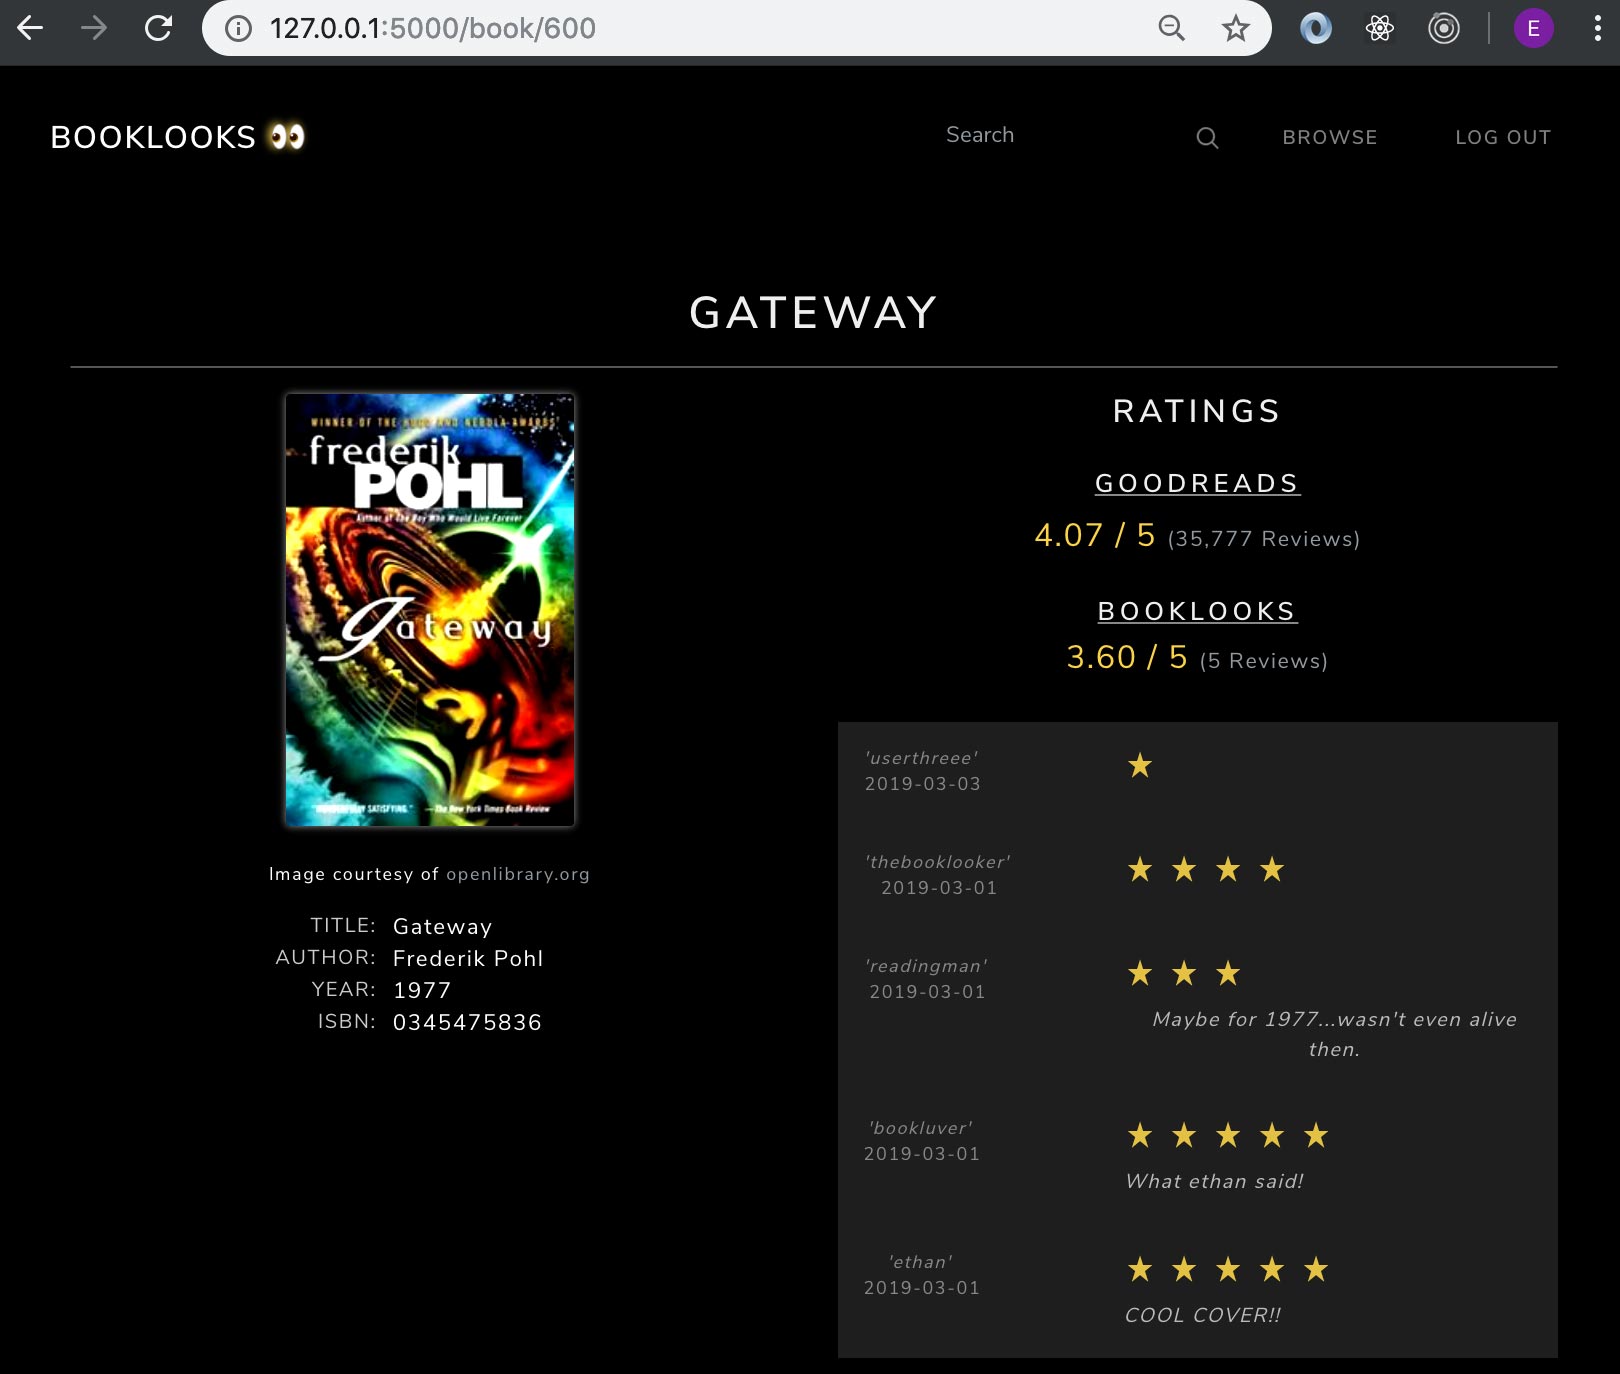 127.0.0.1:5000/book/600
E
BOOKLOOKS
Search
BROWSE
LOG OUT
GATEWAY
WINNER OF THE HUGO AND NEBULA AWARDS
frederik
POHL
Author of The Boy Who Would Live Forever
Gateway
SATISFYING." —The New York Times Book Review
Image courtesy of openlibrary.org
TITLE: Gateway
AUTHOR: Frederik Pohl
YEAR: 1977
ISBN: 0345475836
RATINGS
GOODREADS
4.07 / 5 (35,777 Reviews)
BOOKLOOKS
3.60 / 5 (5 Reviews)
'userthreee'
2019-03-03
'thebooklooker'
2019-03-01
'readingman'
2019-03-01
Maybe for 1977...wasn't even alive
then.
'bookluver'
2019-03-01
What ethan said!
'ethan'
2019-03-01
COOL COVER!!